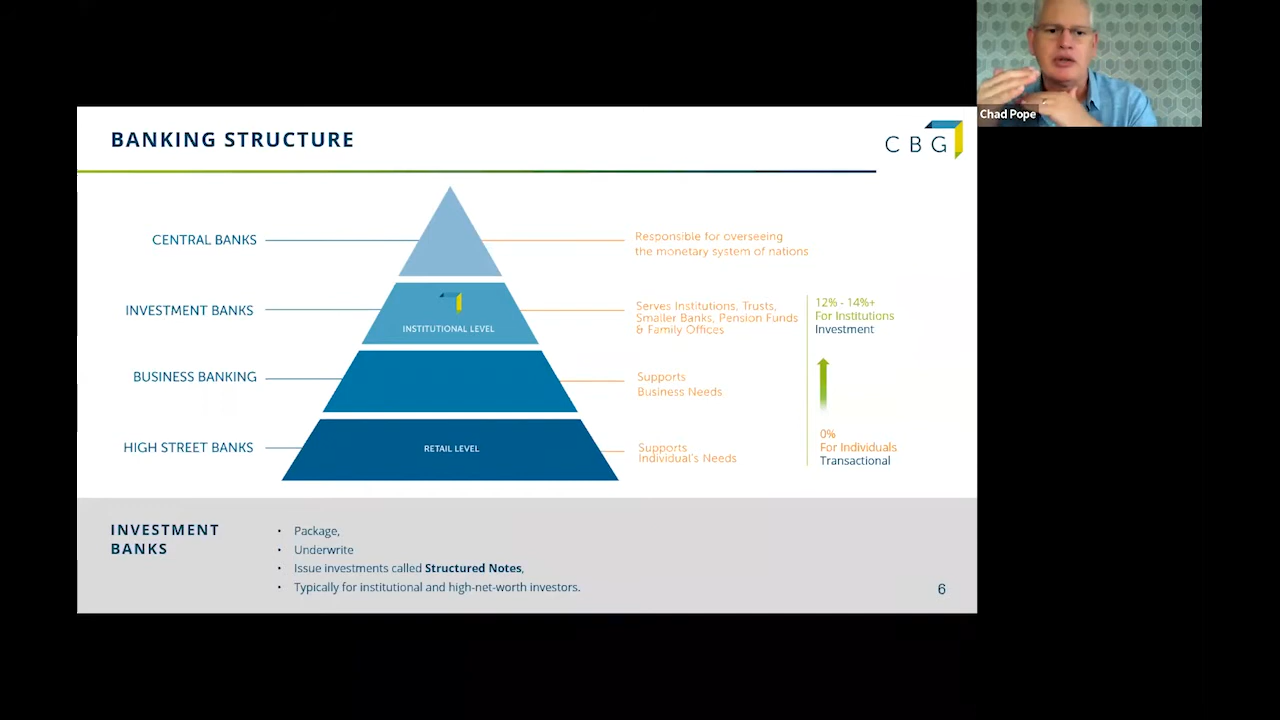 Chad Pope
BANKING STRUCTURE
CBG
CENTRAL BANKS
Responsible for overseeing
the monetary system of nations
INVESTMENT BANKS
INSTITUTIONAL LEVEL
Serves Institutions, Trusts,
Smaller Banks, Pension Funds
& Family Offices
12% - 14%+
For Institutions
Investment
BUSINESS BANKING
Supports
Business Needs
HIGH STREET BANKS
RETAIL LEVEL
Supports
Individual's Needs
0%
For Individuals
Transactional
INVESTMENT
BANKS
• Package,
• Underwrite
• Issue investments called Structured Notes,
• Typically for institutional and high-net-worth investors.
6